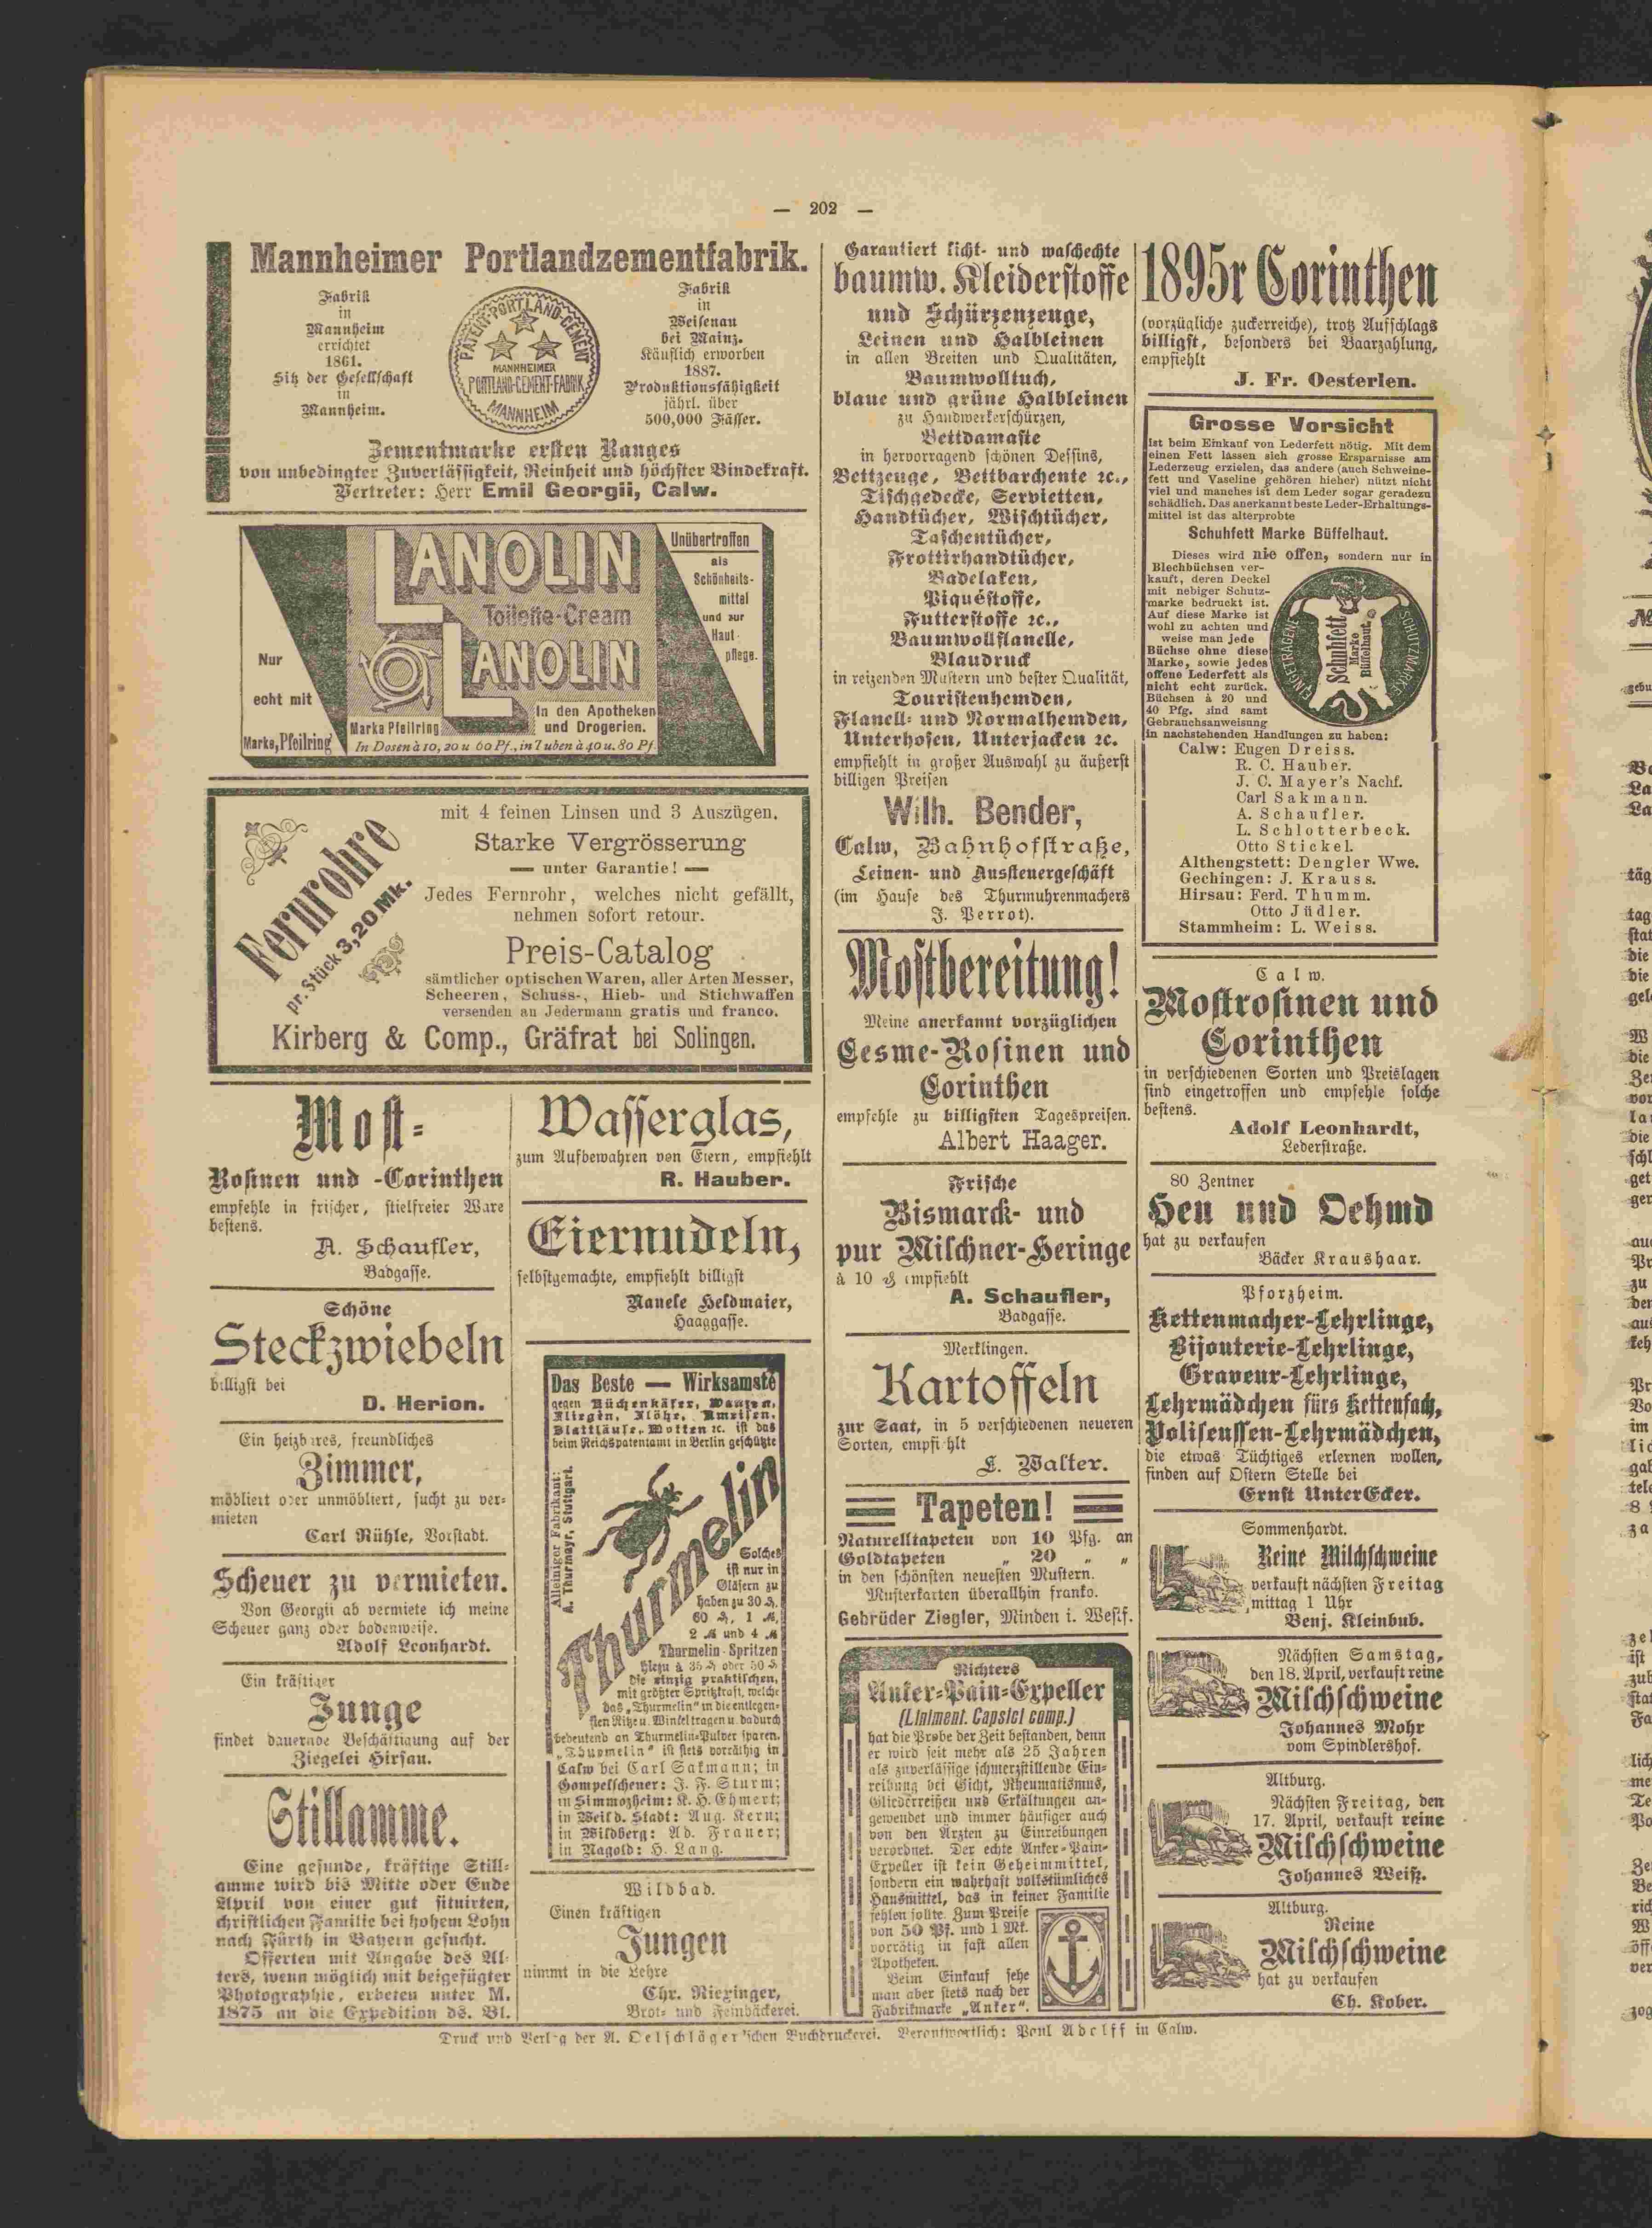 — 202 —
Mannheimer Portlandzementfabrik.
Fabrik
in
Mannheim
errichtet
1861.
Sitz der Gesellschaft
in
Mannheim.
PATENT-PORTLAND-CEMENT
MANNHEIMER
PORTLAND-CEMENT-FABRIK
MANNHEIM
Fabrik
in
Weisenau
bei Mainz.
Käuflich erworben
1887.
Produktionsfähigkeit
jährl. über
500,000 Fässer.
Zementmarke ersten Ranges
von unbedingter Zuverlässigkeit, Reinheit und höchster Bindekraft.
Vertreter: Herr Emil Georgii, Calw.
LANOLIN
Toilette-Cream
LANOLIN
Unübertroffen
als
Schönheits-
mittel
und zur
Haut-
pflege.
Nur
echt mit
Marke „Pfeilring
Marke Pfeilring
In den Apotheken
und Drogerien.
In Dosen à 10, 20 u 60 Pf., in Tuben à 40 u. 80 Pf.
Fernrohre
pr. Stück 3,20 Mk.
mit 4 feinen Linsen und 3 Auszügen.
Starke Vergrösserung
— unter Garantie! —
Jedes Fernrohr, welches nicht gefällt,
nehmen sofort retour.
Preis-Catalog
sämtlicher optischen Waren, aller Arten Messer,
Scheeren, Schuss-, Hieb- und Stichwaffen
versenden an Jedermann gratis und franco.
Kirberg & Comp., Gräfrat bei Solingen.
Most-
Rosinen und -Corinthen
empfehle in frischer, stielfreier Ware
bestens.
A. Schaufler,
Badgasse.
Schöne
Steckzwiebeln
billigst bei
D. Herion.
Ein heizbares, freundliches
Zimmer,
möbliert oder unmöbliert, sucht zu ver-
mieten
Carl Rühle, Vorstadt.
Scheuer zu vermieten.
Von Georgii ab vermiete ich meine
Scheuer ganz oder bodenweise.
Adolf Leonhardt.
Ein kräftiger
Junge
findet dauernde Beschäftigung auf der
Ziegelei Hirsau.
Stillamme.
Eine gesunde, kräftige Still-
amme wird bis Mitte oder Ende
April von einer gut situirten,
christlichen Familie bei hohem Lohn
nach Fürth in Bayern gesucht.
Offerten mit Angabe des Al-
ters, wenn möglich mit beigefügter
Photographie, erbeten unter M.
1875 an die Expedition ds. Bl.
Wasserglas,
zum Aufbewahren von Eiern, empfiehlt
R. Hauber.
Eiernudeln,
selbstgemachte, empfiehlt billigst
Nanele Heldmaier,
Haaggasse.
Das Beste — Wirksamste
gegen Küchenkäfer, Wanzen,
Fliegen, Flöhe, Ameisen,
Blattläuse, Motten ꝛc. ist das
beim Reichspatentamt in Berlin geschützte
Thurmelin
Alleiniger Fabrikant:
A. Thurmayr, Stuttgart.
Solches
ist nur in
Gläsern zu
haben zu 30 ₰,
60 ₰, 1 ℳ,
2 ℳ und 4 ℳ
Thurmelin-Spritzen
hiezu à 35 ₰ oder 50 ₰
Die einzig praktischen,
mit größter Spritzkraft, welche
das „Thurmelin“ in die entlegen-
sten Ritze u. Winkel tragen u. dadurch
bedeutend an Thurmelin-Pulver sparen.
„Thurmelin“ ist stets vorräthig in
Calw bei Carl Sakmann; in
Gompelscheuer: J. F. Sturm;
in Simmozheim: K. H. Ehmert;
in Weil d. Stadt: Aug. Kern;
in Wildberg: Ad. Frauer;
in Nagold: H. Lang.
Wildbad.
Einen kräftigen
Jungen
nimmt in die Lehre
Chr. Riexinger,
Brot- und Feinbäckerei.
Garantiert licht- und waschechte
baumw. Kleiderstoffe
und Schürzenzeuge,
Leinen und Halbleinen
in allen Breiten und Qualitäten,
Baumwolltuch,
blaue und grüne Halbleinen
zu Handwerkerschürzen,
Bettdamaste
in hervorragend schönen Dessins,
Bettzeuge, Bettbarchente ꝛc.,
Tischgedecke, Servietten,
Handtücher, Wischtücher,
Taschentücher,
Frottirhandtücher,
Badelaken,
Piquéstoffe,
Futterstoffe ꝛc.,
Baumwollflanelle,
Blaudruck
in reizenden Mustern und bester Qualität,
Touristenhemden,
Flanell- und Normalhemden,
Unterhosen, Unterjacken ꝛc.
empfiehlt in großer Auswahl zu äußerst
billigen Preisen
Wilh. Bender,
Calw, Bahnhofstraße,
Leinen- und Aussteuergeschäft
(im Hause des Thurmuhrenmachers
J. Perrot).
Mostbereitung!
Meine anerkannt vorzüglichen
Cesme-Rosinen und
Corinthen
empfehle zu billigsten Tagespreisen.
Albert Haager.
Frische
Bismarck- und
pur Milchner-Heringe
à 10 ₰ empfiehlt
A. Schaufler,
Badgasse.
Merklingen.
Kartoffeln
zur Saat, in 5 verschiedenen neueren
Sorten, empfiehlt
L. Walter.
Tapeten!
Naturelltapeten von 10 Pfg. an
Goldtapeten „ 20 „ „
in den schönsten neuesten Mustern.
Musterkarten überallhin franko.
Gebrüder Ziegler, Minden i. Westf.
Richters
Anker-Pain-Expeller
(Liniment. Capsici comp.)
hat die Probe der Zeit bestanden, denn
er wird seit mehr als 25 Jahren
als zuverlässige schmerzstillende Ein-
reibung bei Gicht, Rheumatismus,
Gliederreißen und Erkältungen an-
gewendet und immer häufiger auch
von den Ärzten zu Einreibungen
verordnet. Der echte Anker-Pain-
Expeller ist kein Geheimmittel,
sondern ein wahrhaft volkstümliches
Hausmittel, das in keiner Familie
fehlen sollte. Zum Preise
von 50 Pf. und 1 Mk.
vorrätig in fast allen
Apotheken.
Beim Einkauf sehe
man aber stets nach der
Fabrikmarke „Anker“.
1895r Corinthen
(vorzügliche zuckerreiche), trotz Aufschlags
billigst, besonders bei Baarzahlung,
empfiehlt
J. Fr. Oesterlen.
Grosse Vorsicht
ist beim Einkauf von Lederfett nötig. Mit dem
einen Fett lassen sich grosse Ersparnisse am
Lederzeug erzielen, das andere (auch Schweine-
fett und Vaseline gehören hieher) nützt nicht
viel und manches ist dem Leder sogar geradezu
schädlich. Das anerkannt beste Leder-Erhaltungs-
mittel ist das alterprobte
Schuhfett Marke Büffelhaut.
Dieses wird nie offen, sondern nur in
Blechbüchsen ver-
kauft, deren Deckel
mit nebiger Schutz-
marke bedruckt ist.
Auf diese Marke ist
wohl zu achten und
weise man jede
Büchse ohne diese
Marke, sowie jedes
offene Lederfett als
nicht echt zurück.
Büchsen à 20 und
40 Pfg. sind samt
Gebrauchsanweisung
EINGETRAGENE
Schuhfett
Marke
Büffelhaut.
SCHUTZMARKE
in nachstehenden Handlungen zu haben:
Calw: Eugen Dreiss.
R. C. Hauber.
J. C. Mayer's Nachf.
Carl Sakmann.
A. Schaufler.
L. Schlotterbeck.
Otto Stickel.
Althengstett: Dengler Wwe.
Gechingen: J. Krauss.
Hirsau: Ferd. Thumm.
Otto Jüdler.
Stammheim: L. Weiss.
Calw.
Mostrosinen und
Corinthen
in verschiedenen Sorten und Preislagen
sind eingetroffen und empfehle solche
bestens.
Adolf Leonhardt,
Lederstraße.
80 Zentner
Heu und Oehmd
hat zu verkaufen
Bäcker Kraushaar.
Pforzheim.
Kettenmacher-Lehrlinge,
Bijouterie-Lehrlinge,
Graveur-Lehrlinge,
Lehrmädchen fürs Kettenfach,
Poliseussen-Lehrmädchen,
die etwas Tüchtiges erlernen wollen,
finden auf Ostern Stelle bei
Ernst Unterecker.
Sommenhardt.
Reine Milchschweine
verkauft nächsten Freitag
mittag 1 Uhr
Benj. Kleinbub.
Nächsten Samstag,
den 18. April, verkauft reine
Milchschweine
Johannes Mohr
vom Spindlershof.
Altburg.
Nächsten Freitag, den
17. April, verkauft reine
Milchschweine
Johannes Weiß.
Altburg.
Reine
Milchschweine
hat zu verkaufen
Ch. Kober.
Druck und Verlag der A. Oelschläger'schen Buchdruckerei. Verantwortlich: Paul Adolff in Calw.